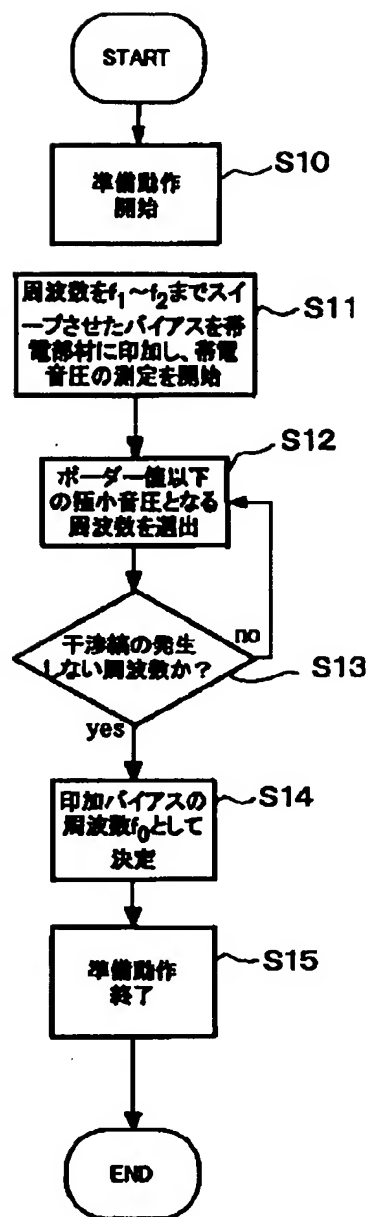 START
準備動作
開始
S10
周波数をf1～f2までスイ
ープさせたバイアスを帯
電部材に印加し、帯電
音圧の測定を開始
S11
ボーダー値以下
の極小音圧となる
周波数を選出
S12
干渉縞の発生
しない周波数か？
no
S13
yes
印加バイアスの
周波数f0として
決定
S14
準備動作
終了
S15
END